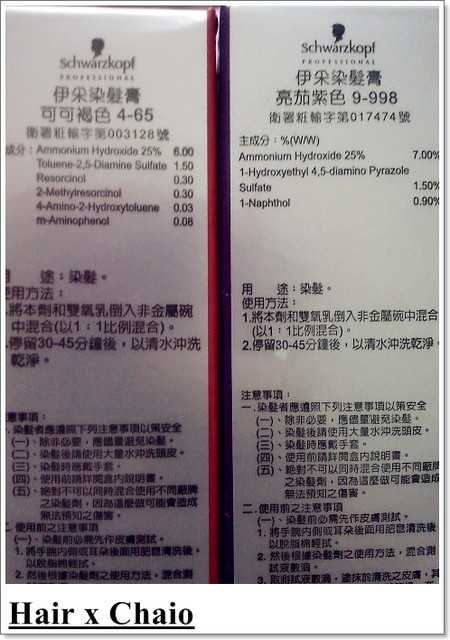 Schwarzkopf
PROFESSIONAL
伊采染髮膏
可可褐色 4-65
衛署粧輸字第003128號
成分：Ammonium Hydroxide 25% 6.00
Toluene-2,5-Diamine Sulfate 1.50
Resorcinol 0.30
2-Methylresorcinol 0.30
4-Amino-2-Hydroxytoluene 0.03
m-Aminophenol 0.08
用 途：染髮。
使用方法：
1.將本劑和雙氧乳倒入非金屬碗
中混合(以1：1比例混合)。
2.停留30-45分鐘後，以清水沖洗
乾淨。
注意事項：
一.染髮者應遵照下列注意事項以策安全
(一)、除非必要，應儘量避免染髮。
(二)、染髮後請使用大量水沖洗頭皮。
(三)、染髮時應戴手套。
(四)、使用前請詳閱盒內說明書。
(五)、絕對不可以同時混合使用不同廠牌
之染髮劑，因為這麼做可能會造成
無法預知之傷害。
二.使用前之注意事項
(一)、染髮前必需先作皮膚測試。
1. 將手腕內側或耳朵後面用肥皂清洗後，
以脫脂棉輕拭。
2. 然後根據染髮劑之使用方法，混合測
Schwarzkopf
PROFESSIONAL
伊采染髮膏
亮茄紫色 9-998
衛署粧輸字第017474號
主成分：%(W/W)
Ammonium Hydroxide 25% 7.00%
1-Hydroxyethyl 4,5-diamino Pyrazole
Sulfate 1.50%
1-Naphthol 0.90%
用 途：染髮。
使用方法：
1.將本劑和雙氧乳倒入非金屬碗中混合
(以1：1比例混合)。
2.停留30-45分鐘後，以清水沖洗乾淨。
注意事項：
一.染髮者應遵照下列注意事項以策安全
(一)、除非必要，應儘量避免染髮。
(二)、染髮後請使用大量水沖洗頭皮。
(三)、染髮時應戴手套。
(四)、使用前請詳閱盒內說明書。
(五)、絕對不可以同時混合使用不同廠牌
之染髮劑，因為這麼做可能會造成
無法預知之傷害。
二.使用前之注意事項
(一)、染髮前必需先作皮膚測試。
1. 將手腕內側或耳朵後面用肥皂清洗後
以脫脂棉輕拭。
2. 然後根據染髮劑之使用方法，混合測
試液數滴。
3. 取測試液數滴，塗抹於清洗之皮膚，其
Hair x Chaio